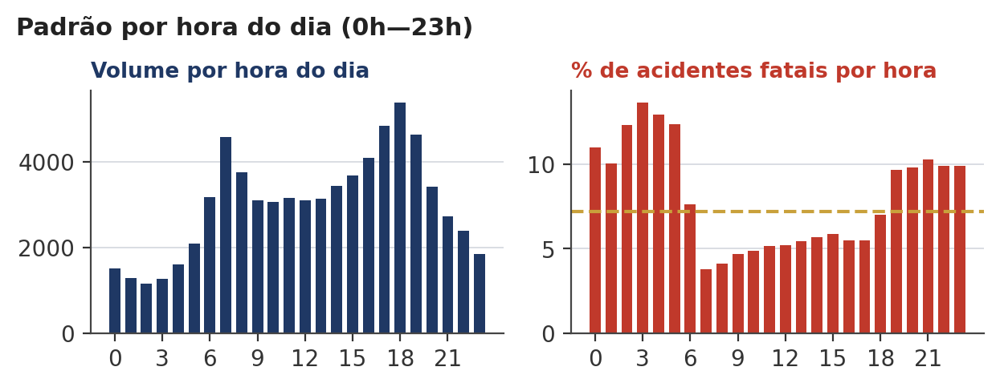 Padrão por hora do dia (0h—23h)
Volume por hora do dia
4000
2000
0
0 3 6 9 12 15 18 21
% de acidentes fatais por hora
10
5
0
0 3 6 9 12 15 18 21